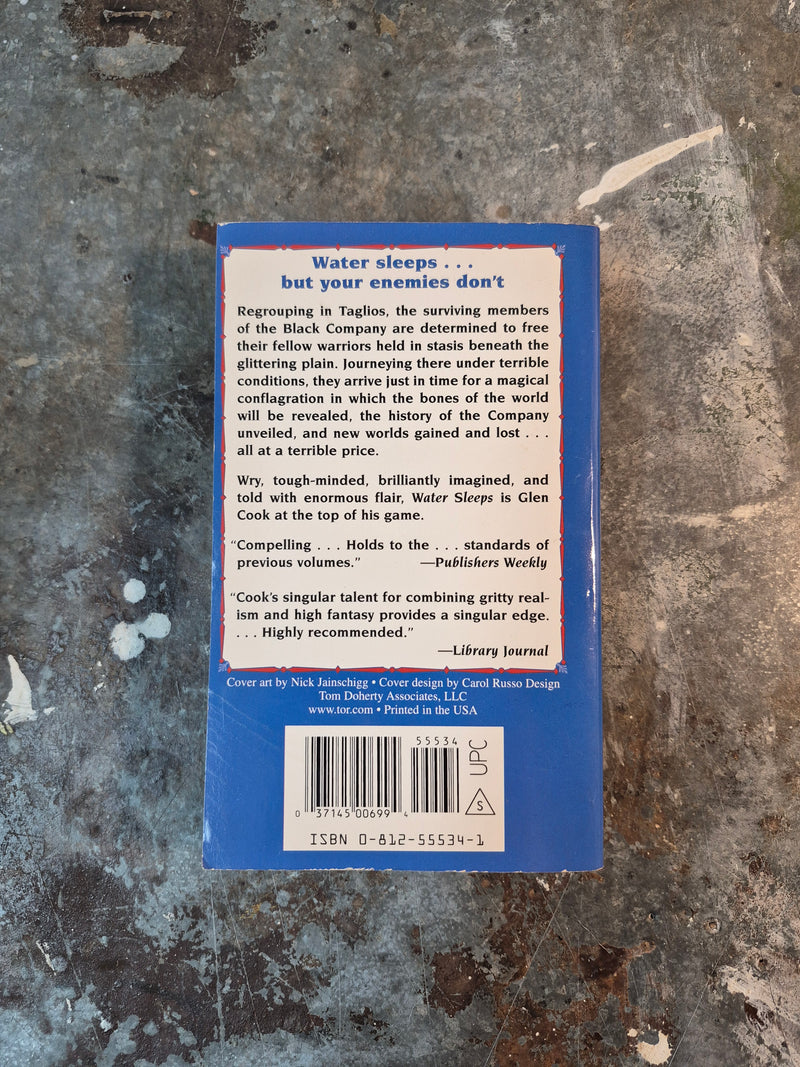 Water sleeps . . .
but your enemies don't
Regrouping in Taglios, the surviving members
of the Black Company are determined to free
their fellow warriors held in stasis beneath the
glittering plain. Journeying there under terrible
conditions, they arrive just in time for a magical
conflagration in which the bones of the world
will be revealed, the history of the Company
unveiled, and new worlds gained and lost . . .
all at a terrible price.
Wry, tough-minded, brilliantly imagined, and
told with enormous flair, Water Sleeps is Glen
Cook at the top of his game.
"Compelling . . . Holds to the . . . standards of
previous volumes." —Publishers Weekly
"Cook's singular talent for combining gritty real-
ism and high fantasy provides a singular edge.
. . . Highly recommended."
—Library Journal
Cover art by Nick Jainschigg • Cover design by Carol Russo Design
Tom Doherty Associates, LLC
www.tor.com • Printed in the USA
55534
UPC
S
0 37145 00699 4
ISBN 0-812-55534-1